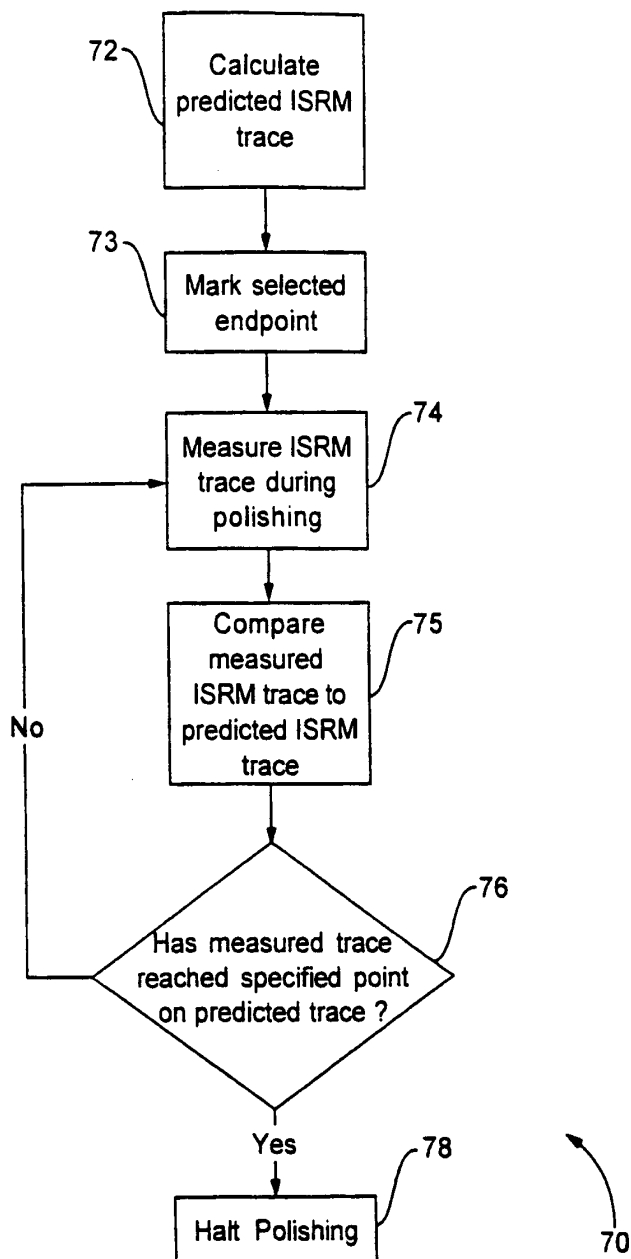 72
Calculate
predicted ISRM
trace
73
Mark selected
endpoint
74
Measure ISRM
trace during
polishing
75
Compare
measured
ISRM trace to
predicted ISRM
trace
No
76
Has measured trace
reached specified point
on predicted trace ?
Yes
78
Halt Polishing
70